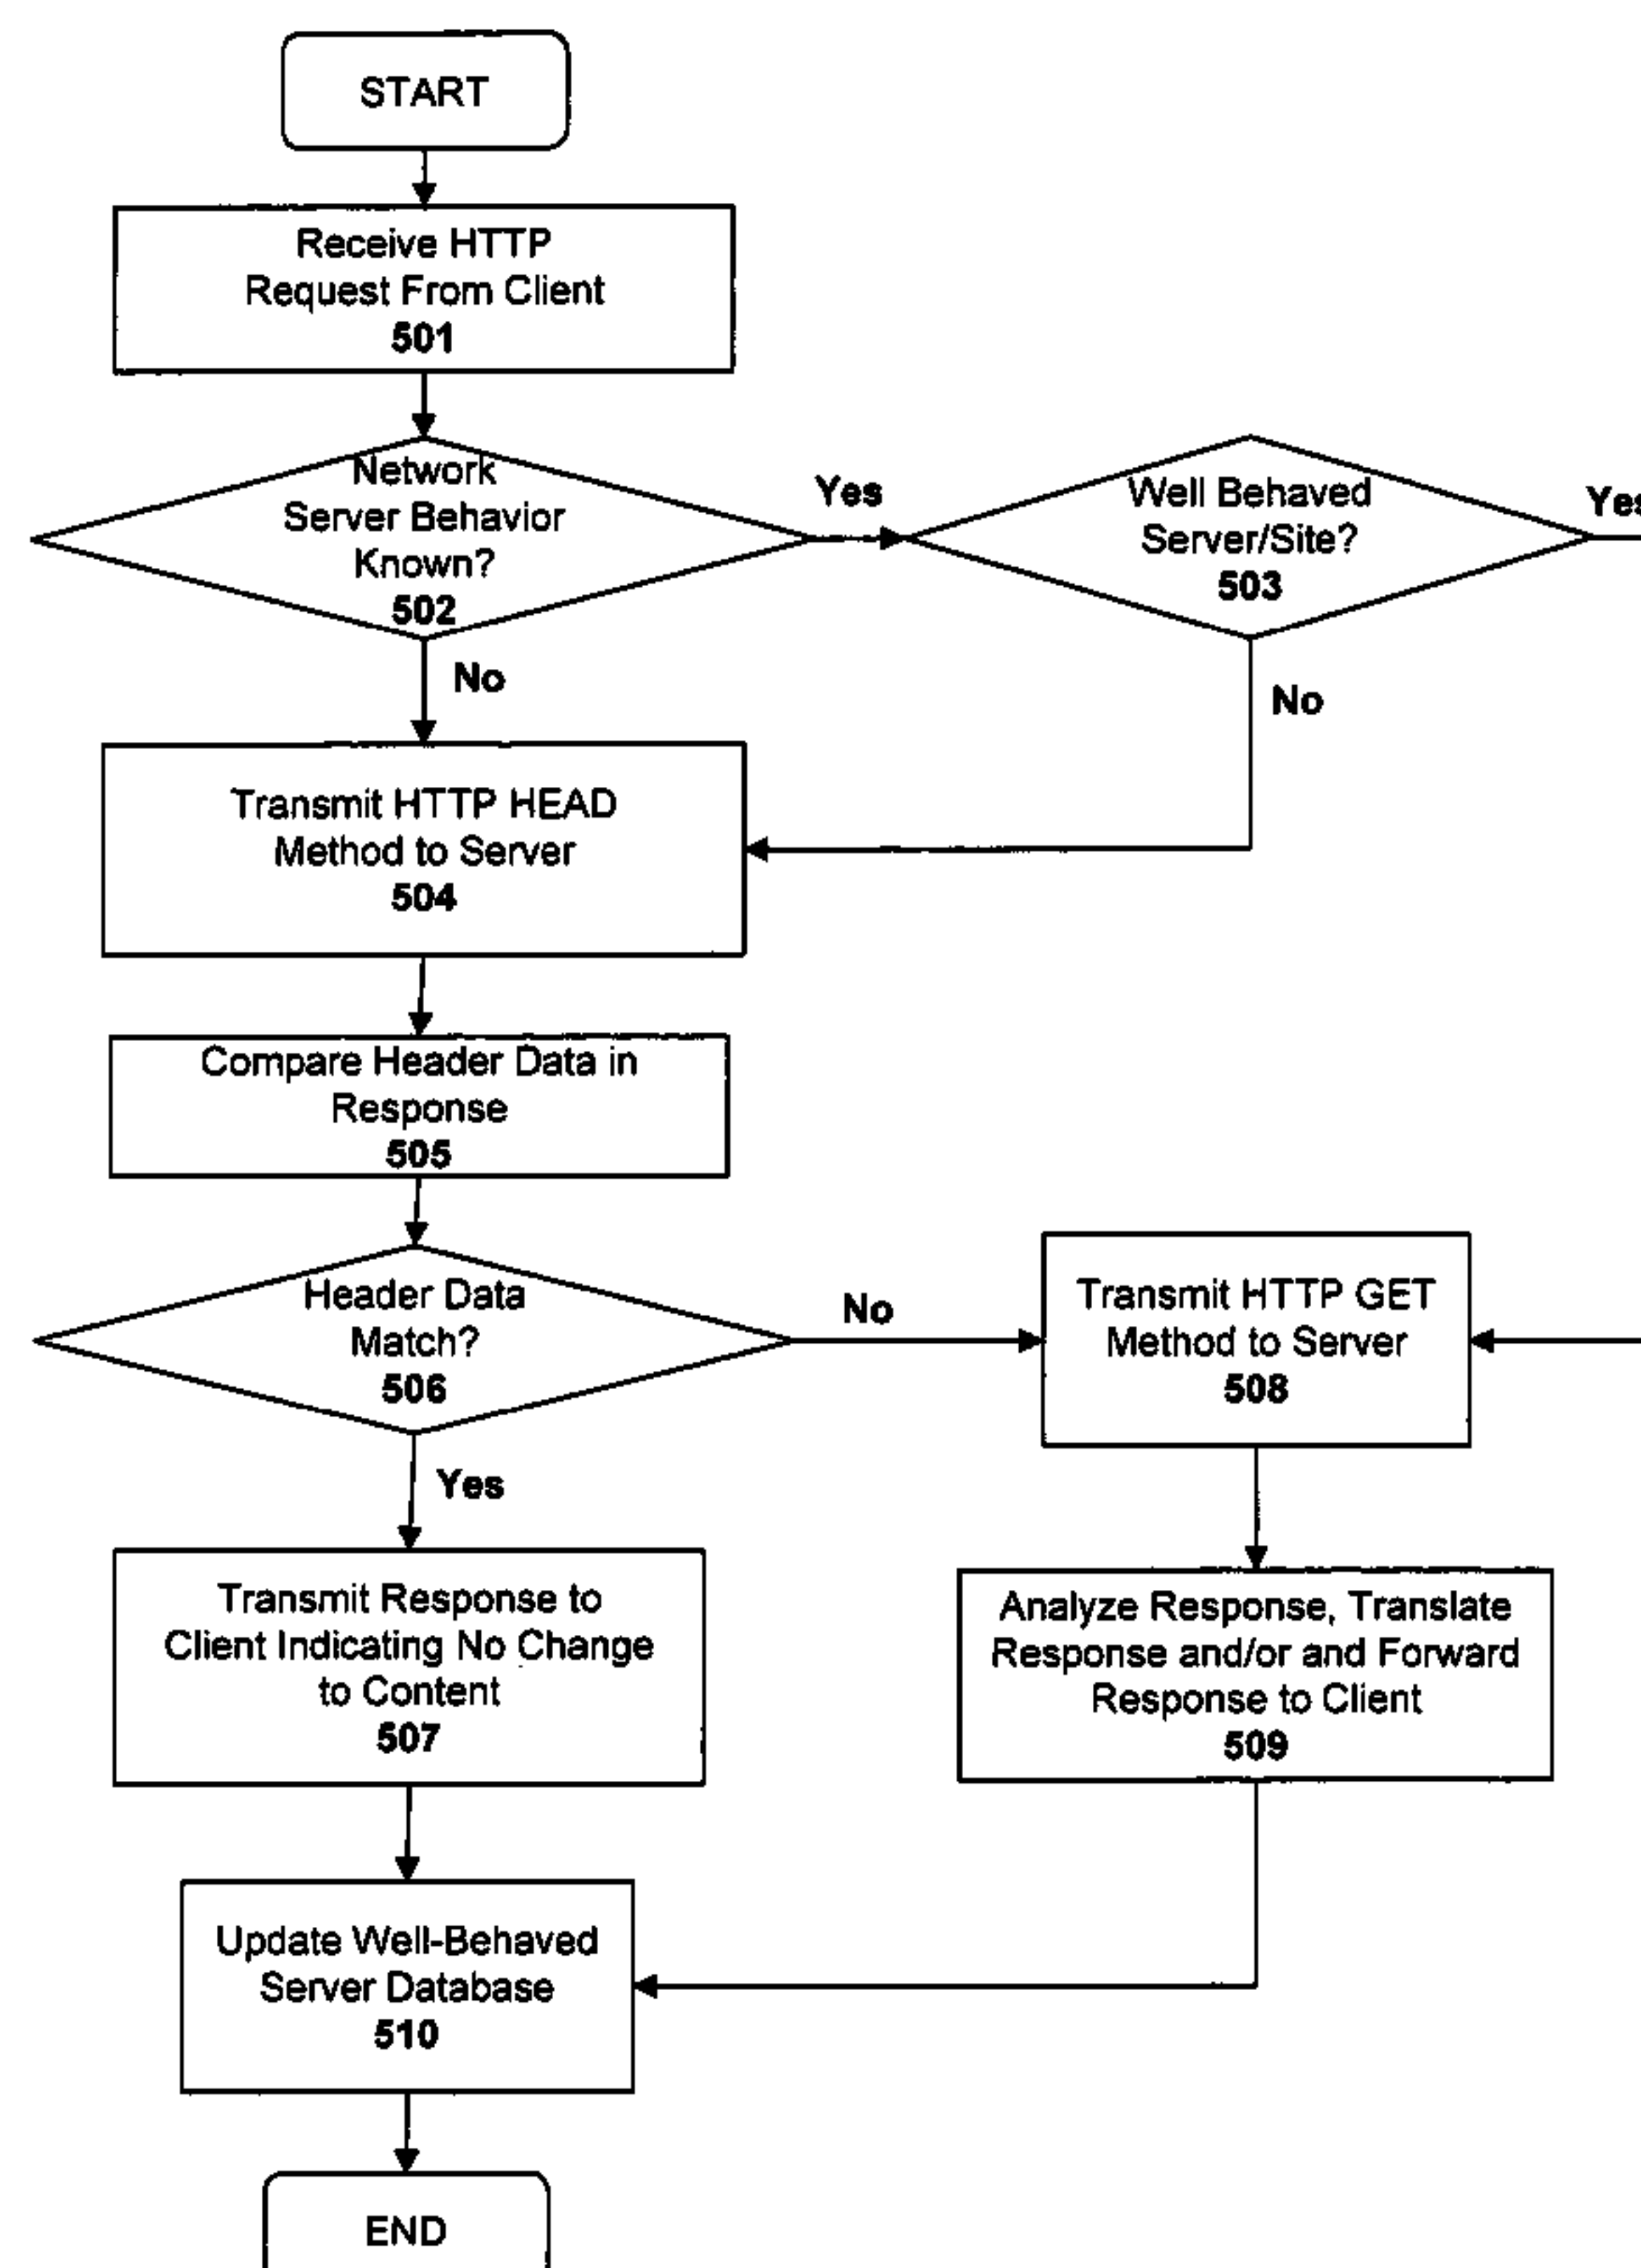 START
Receive HTTP
Request From Client
501
Network
Server Behavior
Known?
502
Yes
Well Behaved
Server/Site?
503
Yes
No
No
Transmit HTTP HEAD
Method to Server
504
Compare Header Data in
Response
505
Header Data
Match?
506
No
Transmit HTTP GET
Method to Server
508
Yes
Transmit Response to
Client Indicating No Change
to Content
507
Analyze Response, Translate
Response and/or and Forward
Response to Client
509
Update Well-Behaved
Server Database
510
END